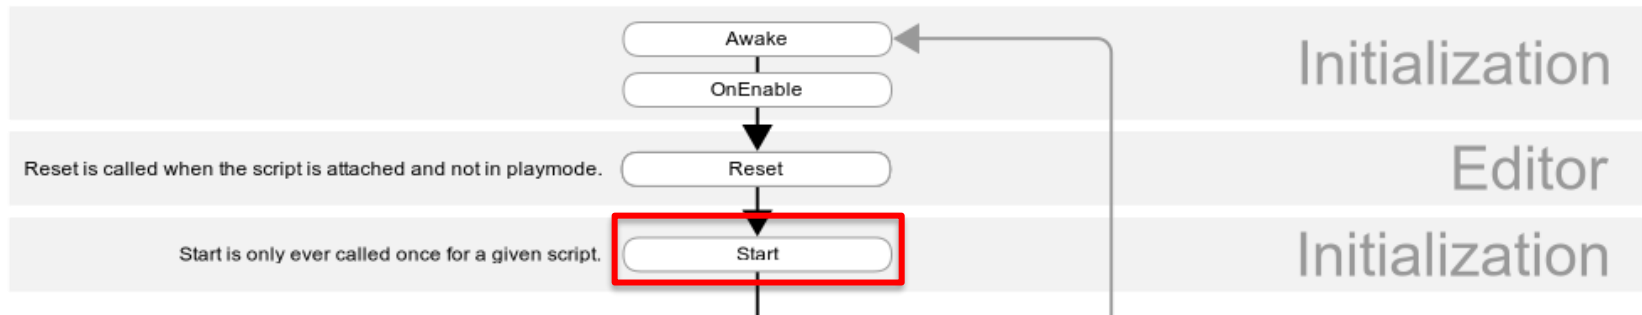 Awake
Initialization
OnEnable
Reset is called when the script is attached and not in playmode.
Reset
Editor
Start is only ever called once for a given script.
Start
Initialization